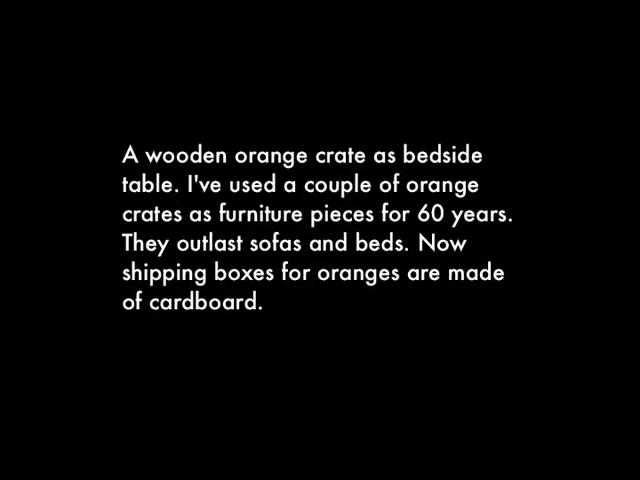 A wooden orange crate as bedside
table. I've used a couple of orange
crates as furniture pieces for 60 years.
They outlast sofas and beds. Now
shipping boxes for oranges are made
of cardboard.